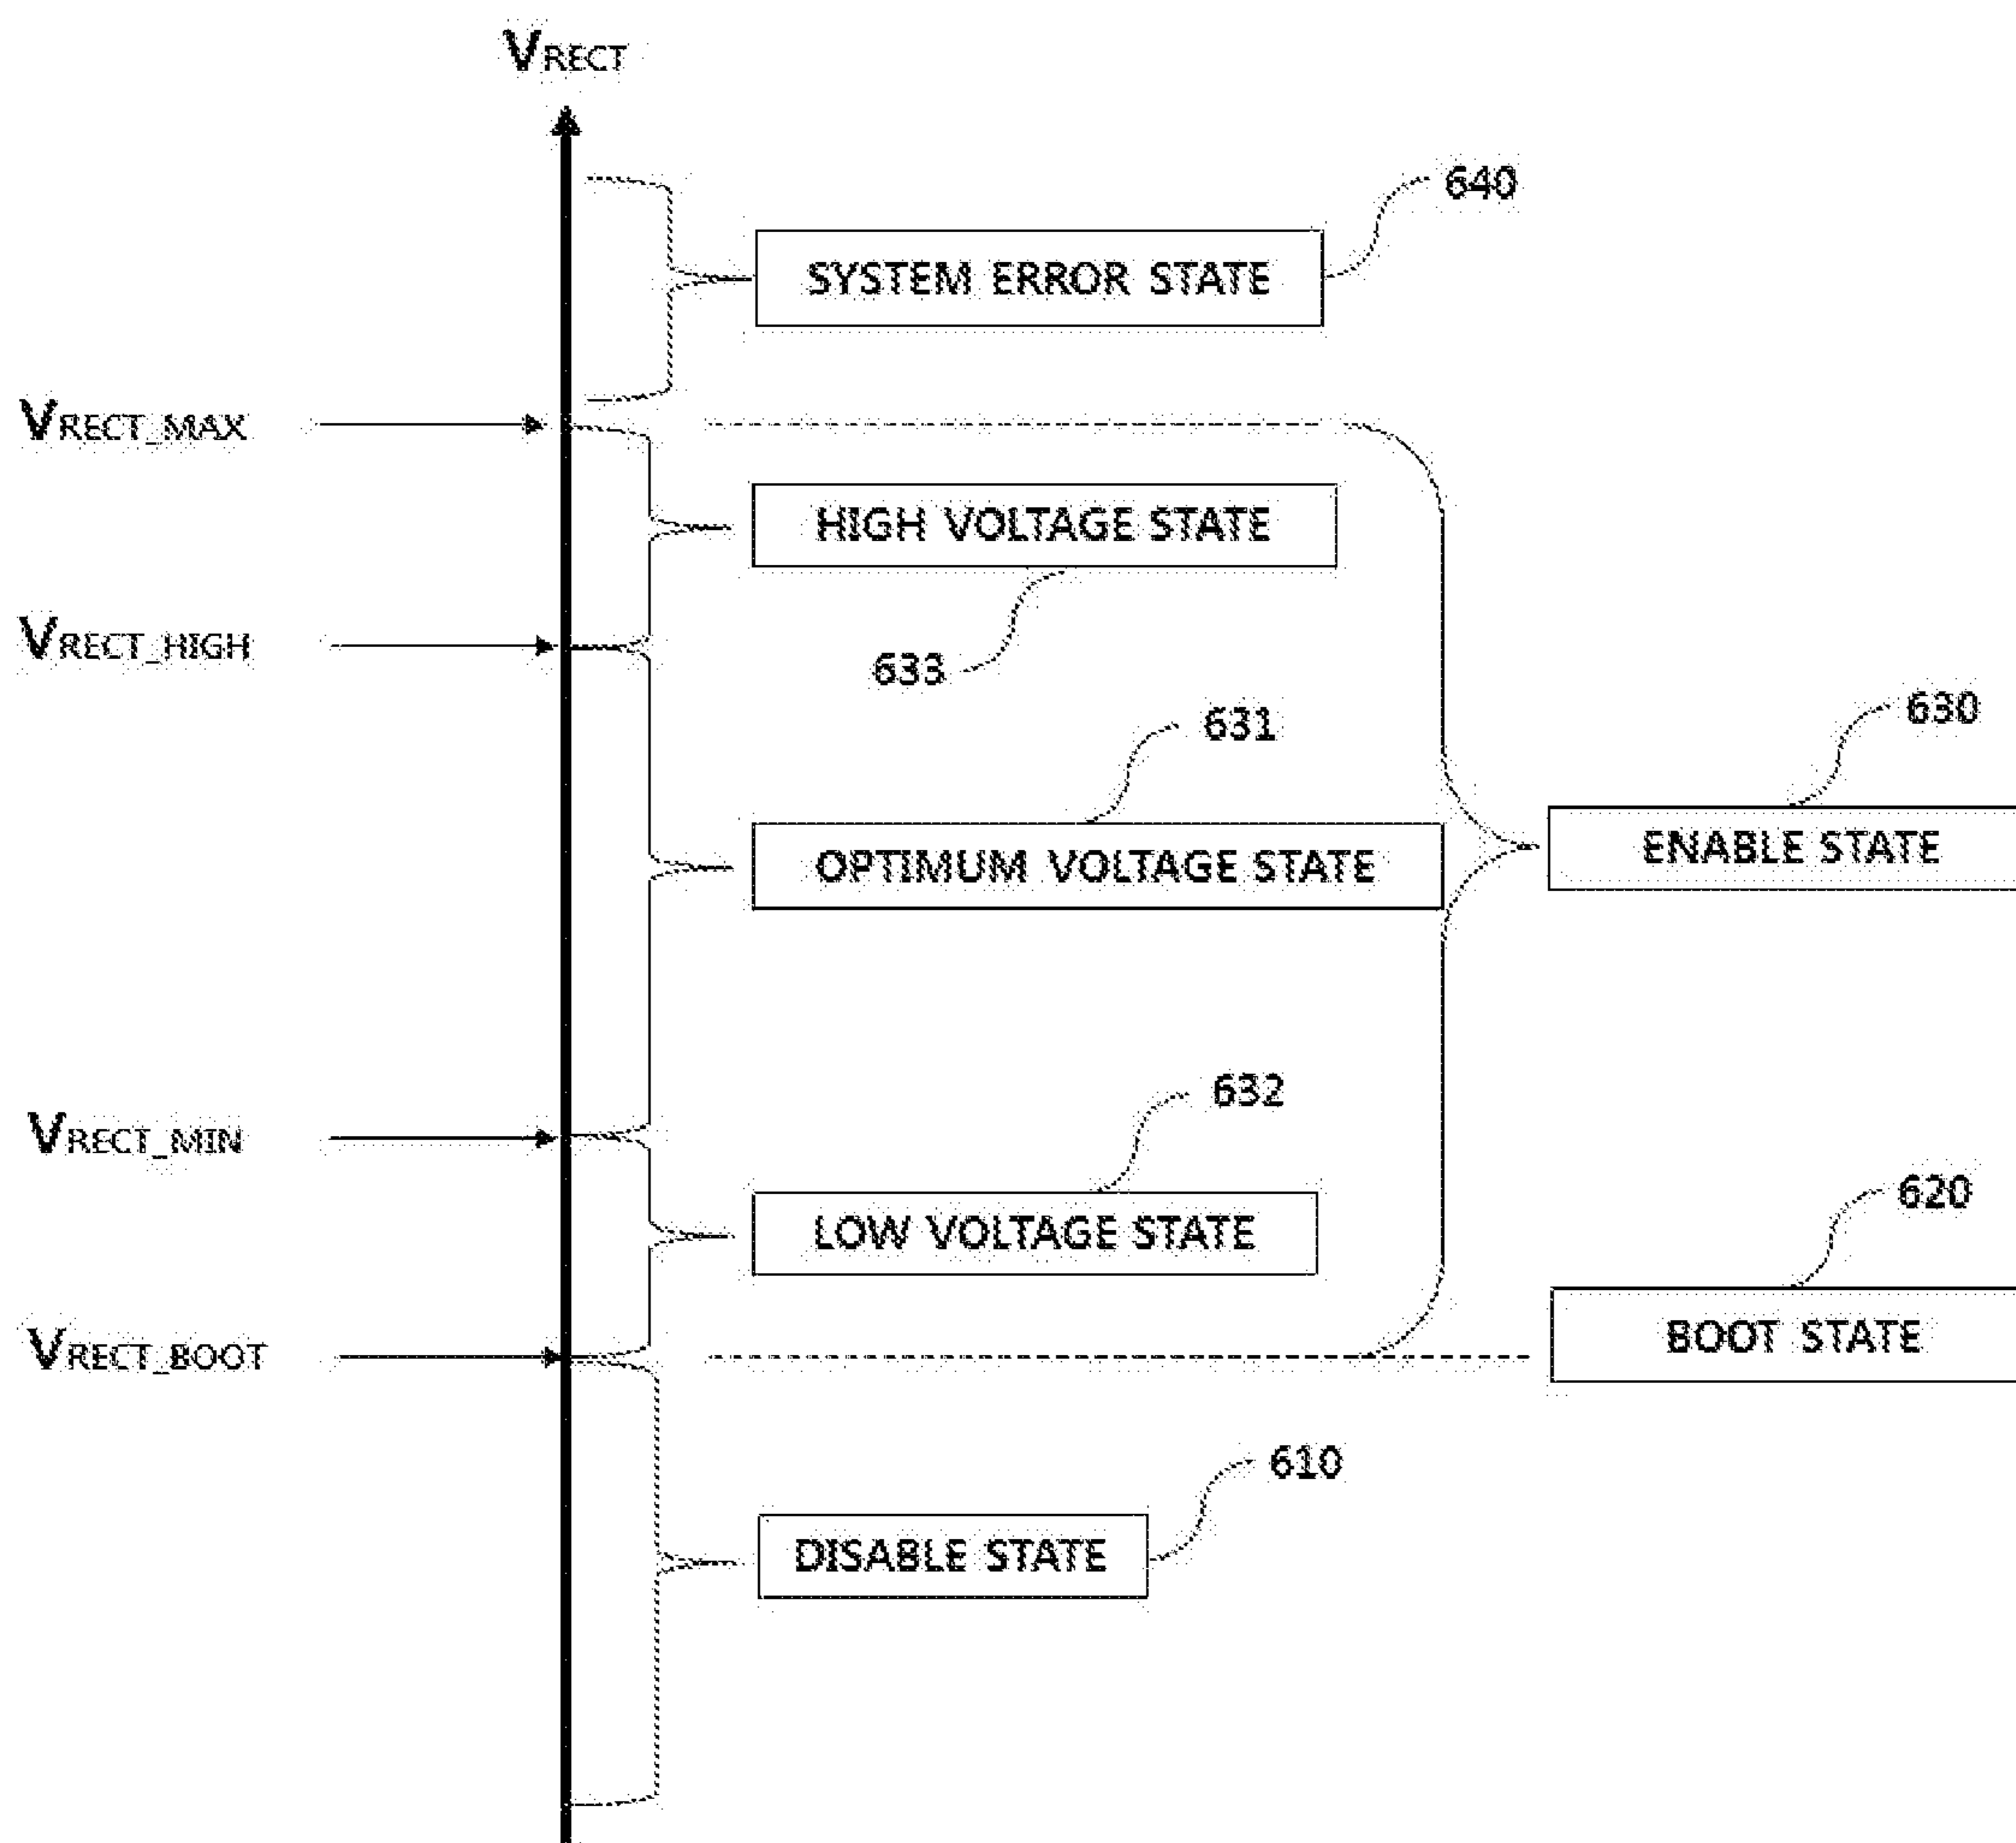 VRECT
640
SYSTEM ERROR STATE
VRECT_MAX
HIGH VOLTAGE STATE
VRECT_HIGH
633
631
630
OPTIMUM VOLTAGE STATE
ENABLE STATE
632
VRECT_MIN
620
LOW VOLTAGE STATE
BOOT STATE
VRECT_BOOT
610
DISABLE STATE